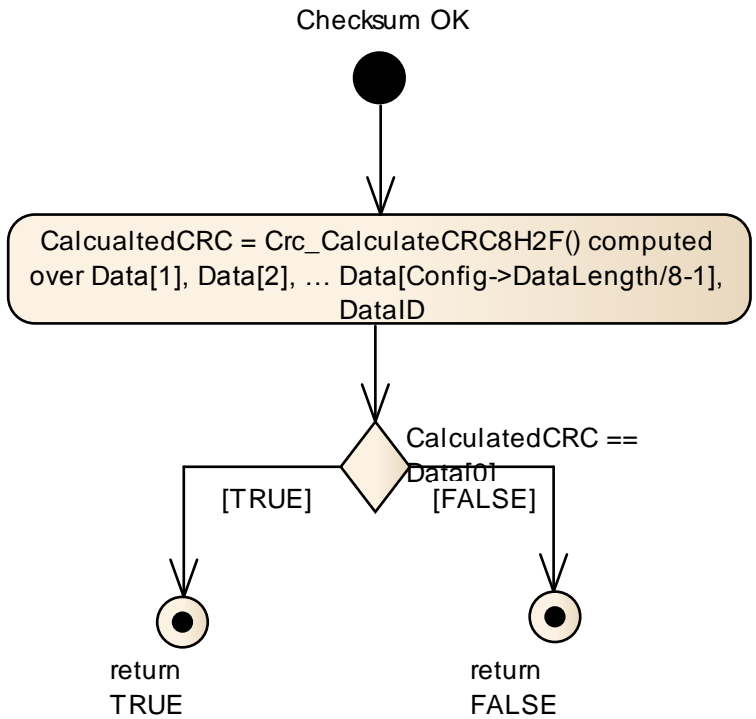 Checksum OK
CalcualtedCRC = Crc_CalculateCRC8H2F() computed
over Data[1], Data[2], … Data[Config->DataLength/8-1],
DataID
CalculatedCRC ==
Data[0]
[TRUE]
[FALSE]
return
TRUE
return
FALSE